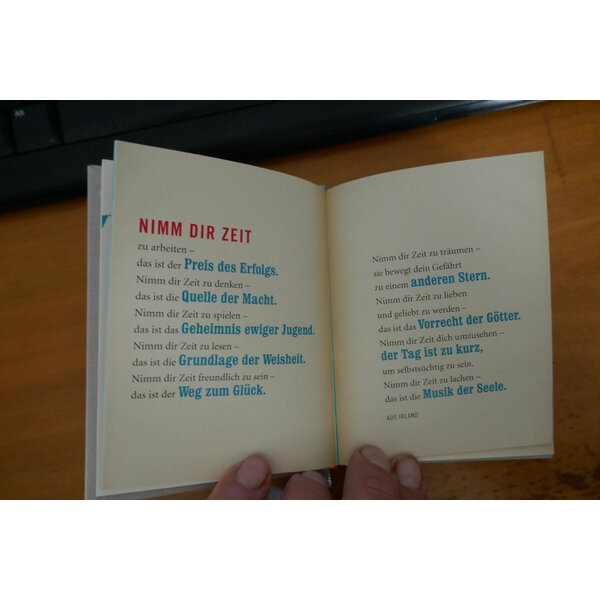 NIMM DIR ZEIT
zu arbeiten –
das ist der Preis des Erfolgs.
Nimm dir Zeit zu denken –
das ist die Quelle der Macht.
Nimm dir Zeit zu spielen –
das ist das Geheimnis ewiger Jugend.
Nimm dir Zeit zu lesen –
das ist die Grundlage der Weisheit.
Nimm dir Zeit freundlich zu sein –
das ist der Weg zum Glück.
Nimm dir Zeit zu träumen –
sie bewegt dein Gefährt
zu einem anderen Stern.
Nimm dir Zeit zu lieben
und geliebt zu werden –
das ist das Vorrecht der Götter.
Nimm dir Zeit dich umzusehen –
der Tag ist zu kurz,
um selbstsüchtig zu sein.
Nimm dir Zeit zu lachen –
das ist die Musik der Seele.
AUS IRLAND